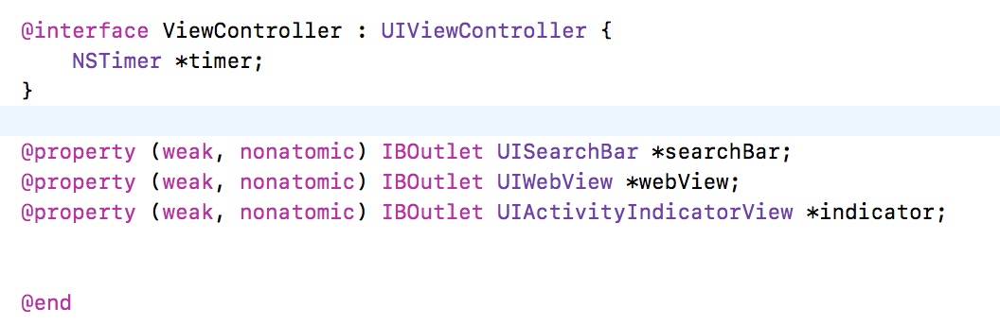 @interface ViewController : UIViewController {
    NSTimer *timer;
}
@property (weak, nonatomic) IBOutlet UISearchBar *searchBar;
@property (weak, nonatomic) IBOutlet UIWebView *webView;
@property (weak, nonatomic) IBOutlet UIActivityIndicatorView *indicator;
@end